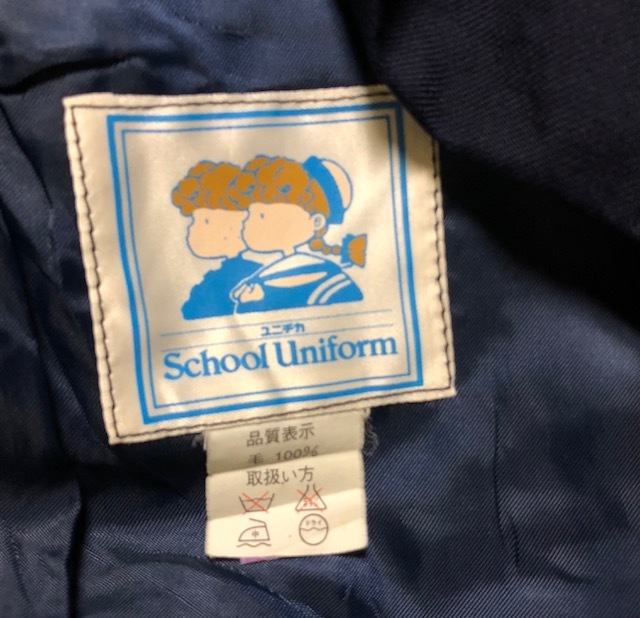 ユニチカ
School Uniform
品質表示
毛 100%
取扱い方
中
ドライ